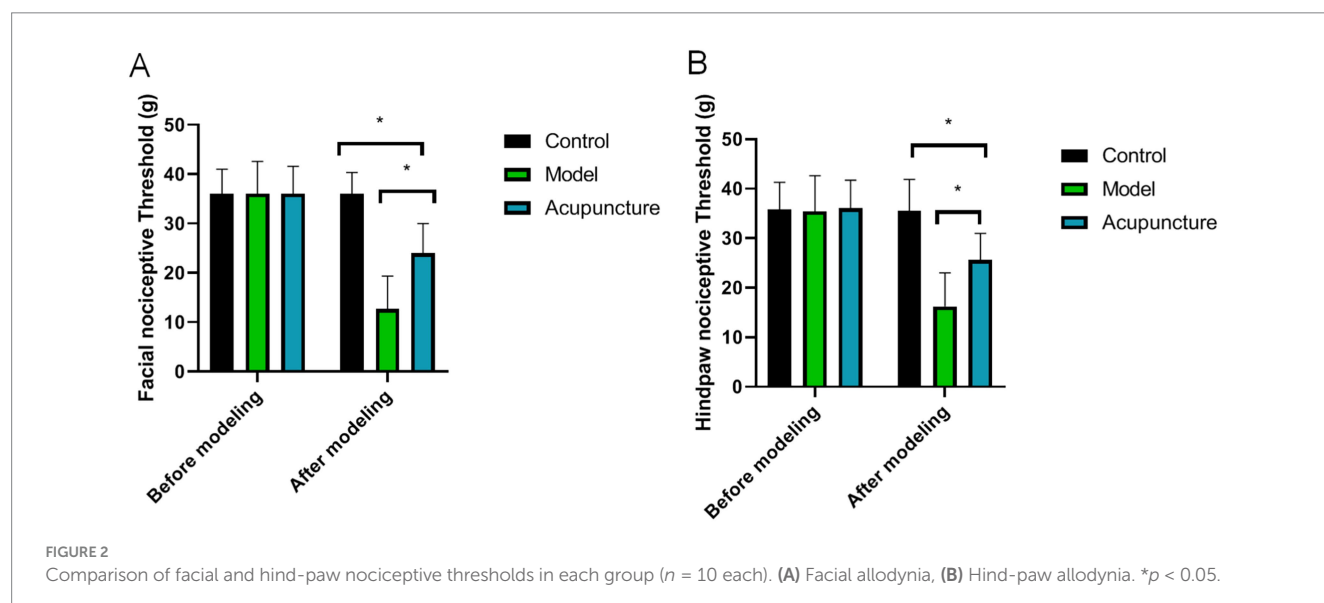 A
Facial nociceptive Threshold (g)
50
40
30
20
10
0
*
*
Before modeling
After modeling
Control
Model
Acupuncture
B
Hindpaw nociceptive Threshold (g)
50
40
30
20
10
0
*
*
Before modeling
After modeling
Control
Model
Acupuncture
FIGURE 2
Comparison of facial and hind-paw nociceptive thresholds in each group (n = 10 each). (A) Facial allodynia, (B) Hind-paw allodynia. *p < 0.05.